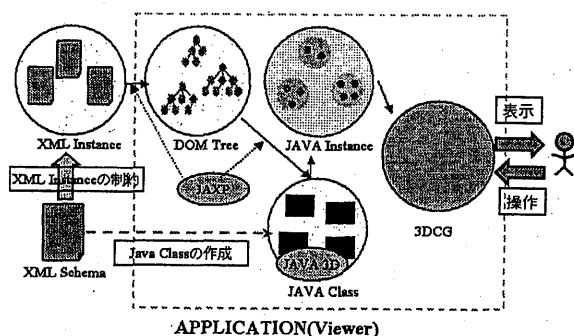 XML Instance
DOM Tree
JAVA Instance
表示
XML Instanceの制約
JAXP
操作
3DCG
Java Classの作成
JAVA 3D
XML Schema
JAVA Class
APPLICATION(Viewer)